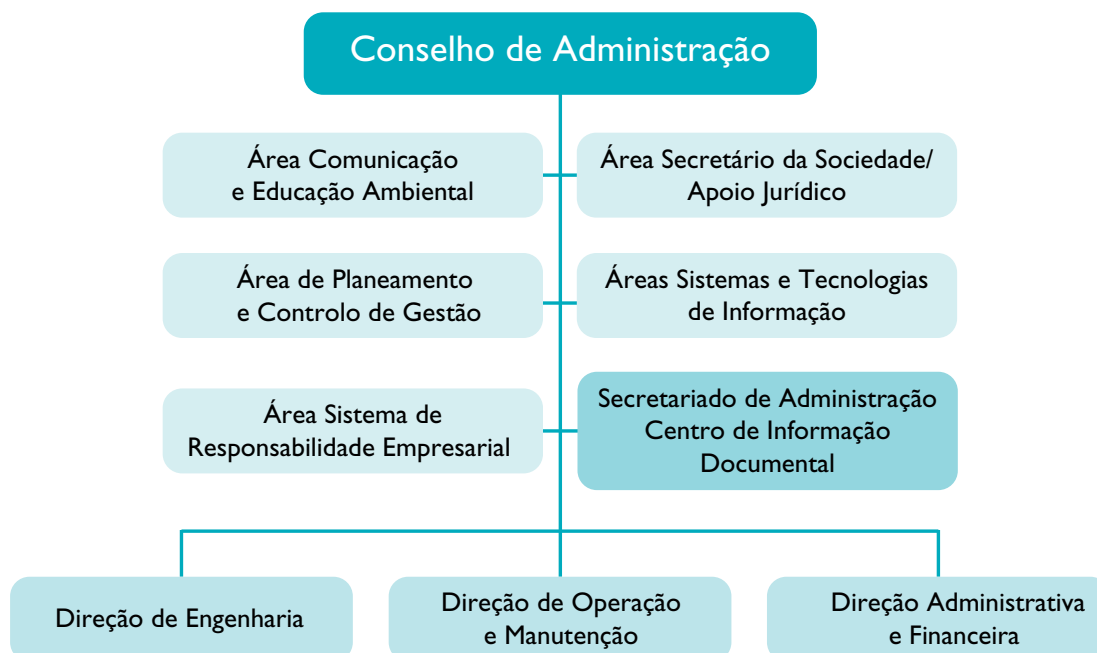 Conselho de Administração
Área Comunicação
e Educação Ambiental
Área Secretário da Sociedade/
Apoio Jurídico
Área de Planeamento
e Controlo de Gestão
Áreas Sistemas e Tecnologias
de Informação
Área Sistema de
Responsabilidade Empresarial
Secretariado de Administração
Centro de Informação
Documental
Direção de Engenharia
Direção de Operação
e Manutenção
Direção Administrativa
e Financeira